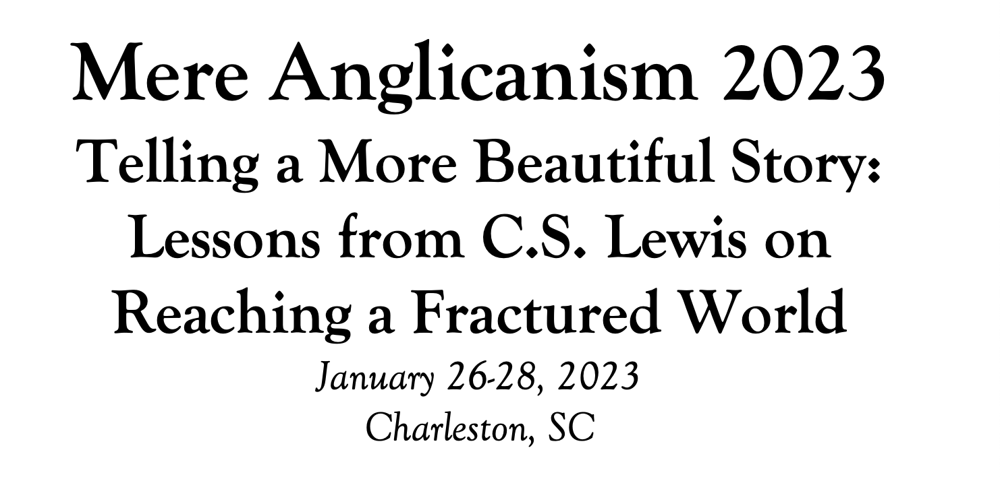 Mere Anglicanism 2023
Telling a More Beautiful Story:
Lessons from C.S. Lewis on
Reaching a Fractured World
January 26-28, 2023
Charleston, SC